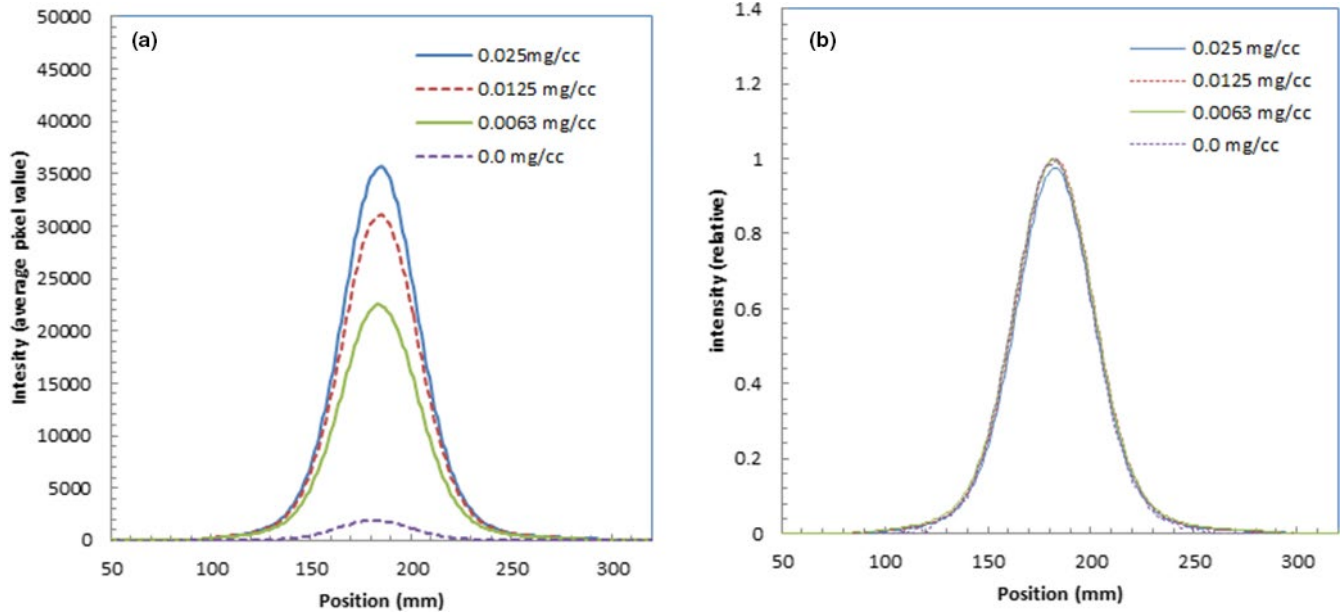 (a)
50000
45000
40000
35000
30000
25000
20000
15000
10000
5000
0
Intesity (average pixel value)
0.025mg/cc
0.0125 mg/cc
0.0063 mg/cc
0.0 mg/cc
50 100 150 200 250 300
Position (mm)
(b)
1.4
1.2
1
0.8
0.6
0.4
0.2
0
intensity (relative)
0.025 mg/cc
0.0125 mg/cc
0.0063 mg/cc
0.0 mg/cc
50 100 150 200 250 300
Position (mm)